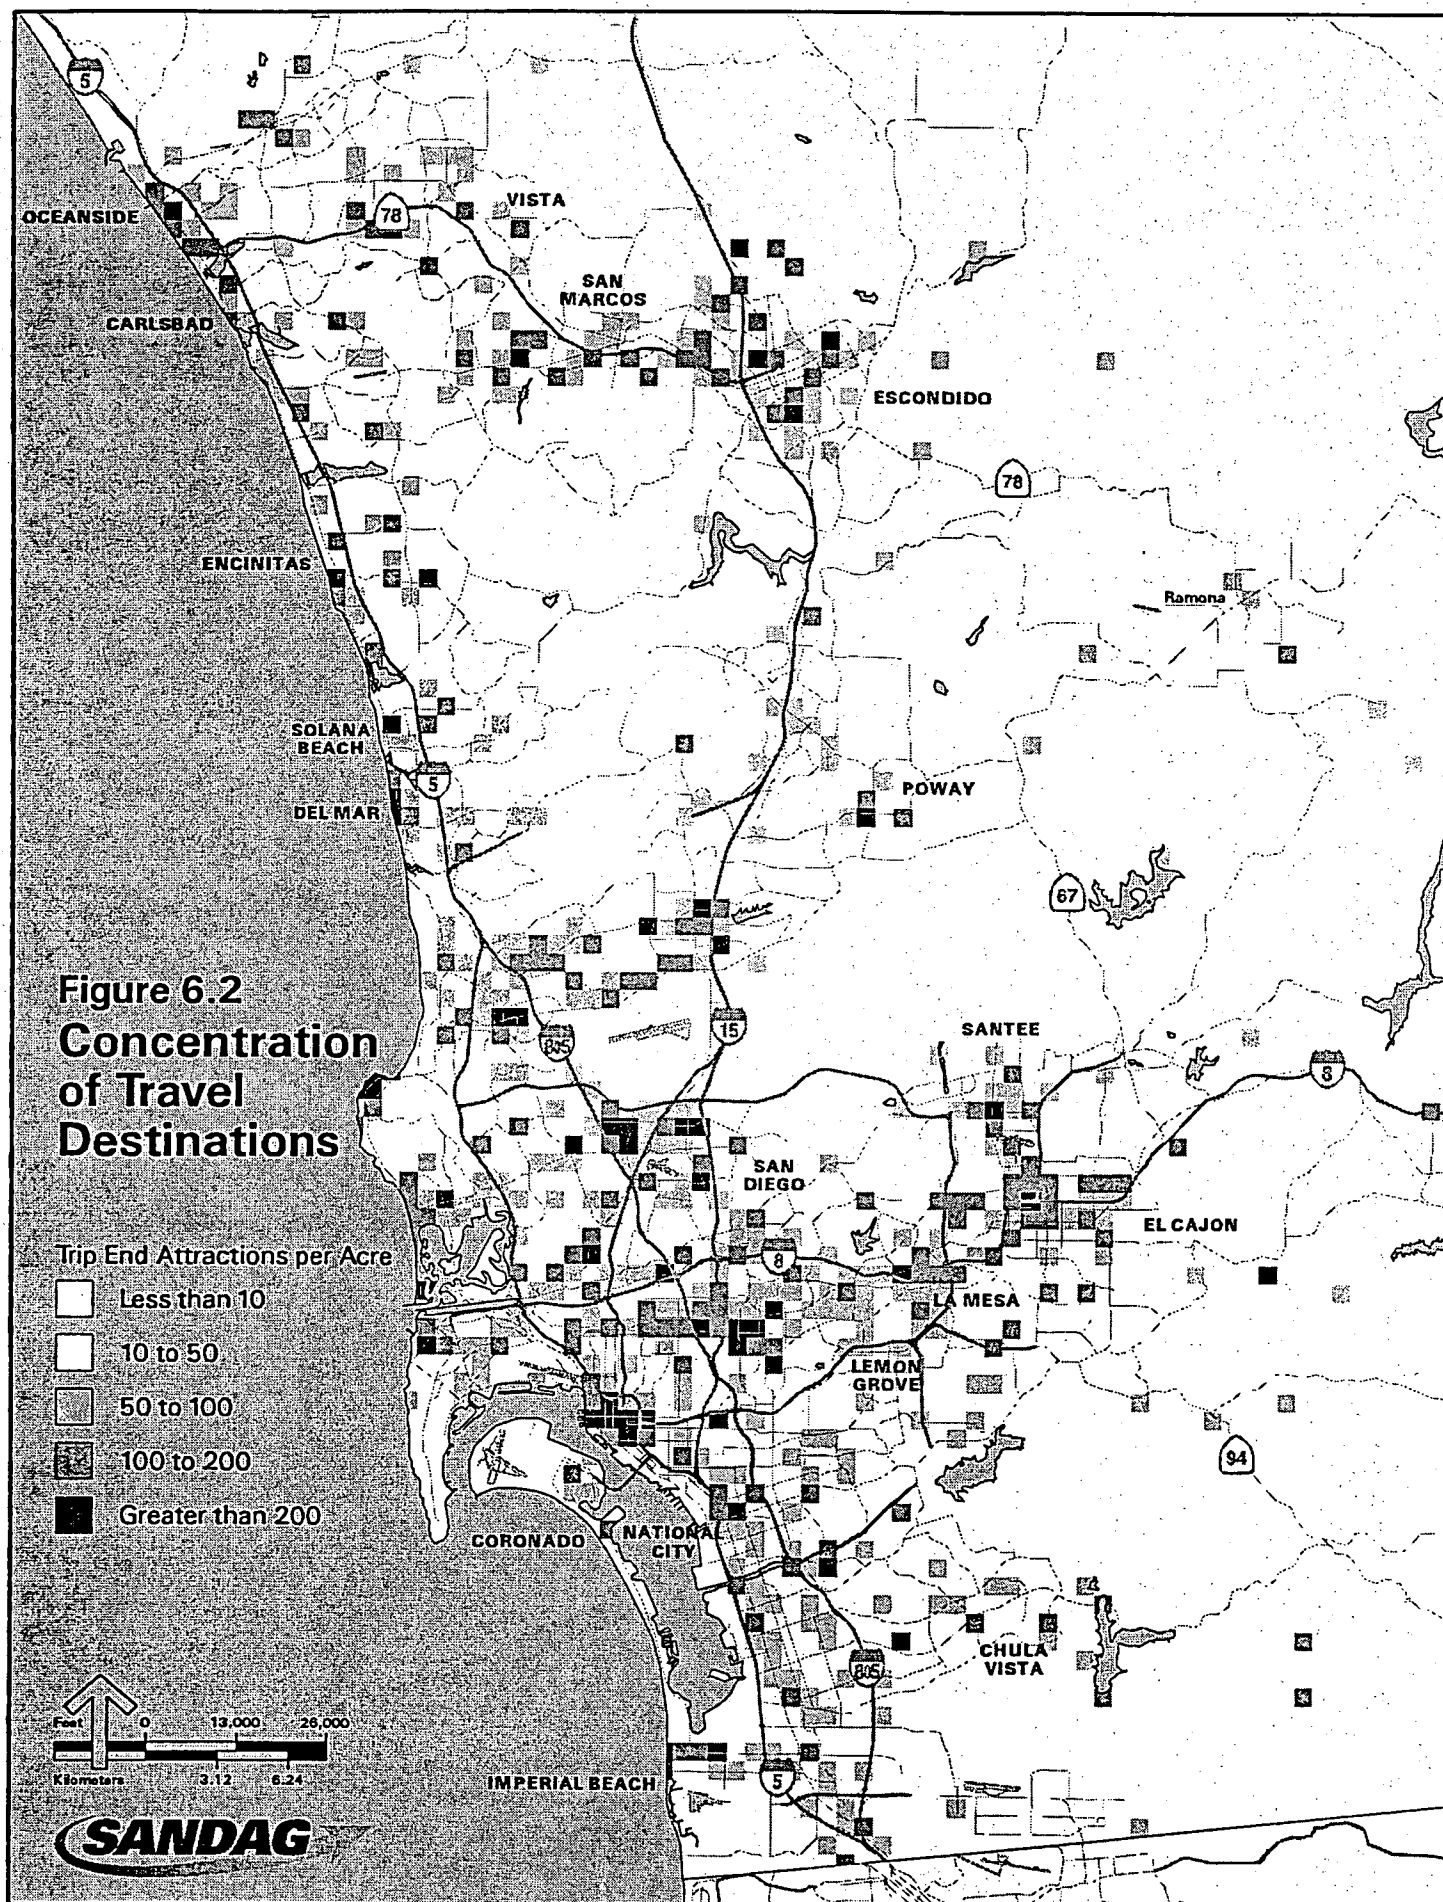 5
OCEANSIDE
78
VISTA
SAN
MARCOS
CARLSBAD
ESCONDIDO
78
ENCINITAS
Ramona
SOLANA
BEACH
5
DEL MAR
POWAY
67
Figure 6.2
Concentration
of Travel
Destinations
805
15
SANTEE
8
SAN
DIEGO
EL CAJON
8
LA MESA
LEMON
GROVE
Trip End Attractions per Acre
Less than 10
10 to 50
50 to 100
100 to 200
Greater than 200
94
CORONADO
NATIONAL
CITY
CHULA
VISTA
805
Feet 0 13,000 26,000
Kilometers 3.12 6.24
IMPERIAL BEACH
5
SANDAG